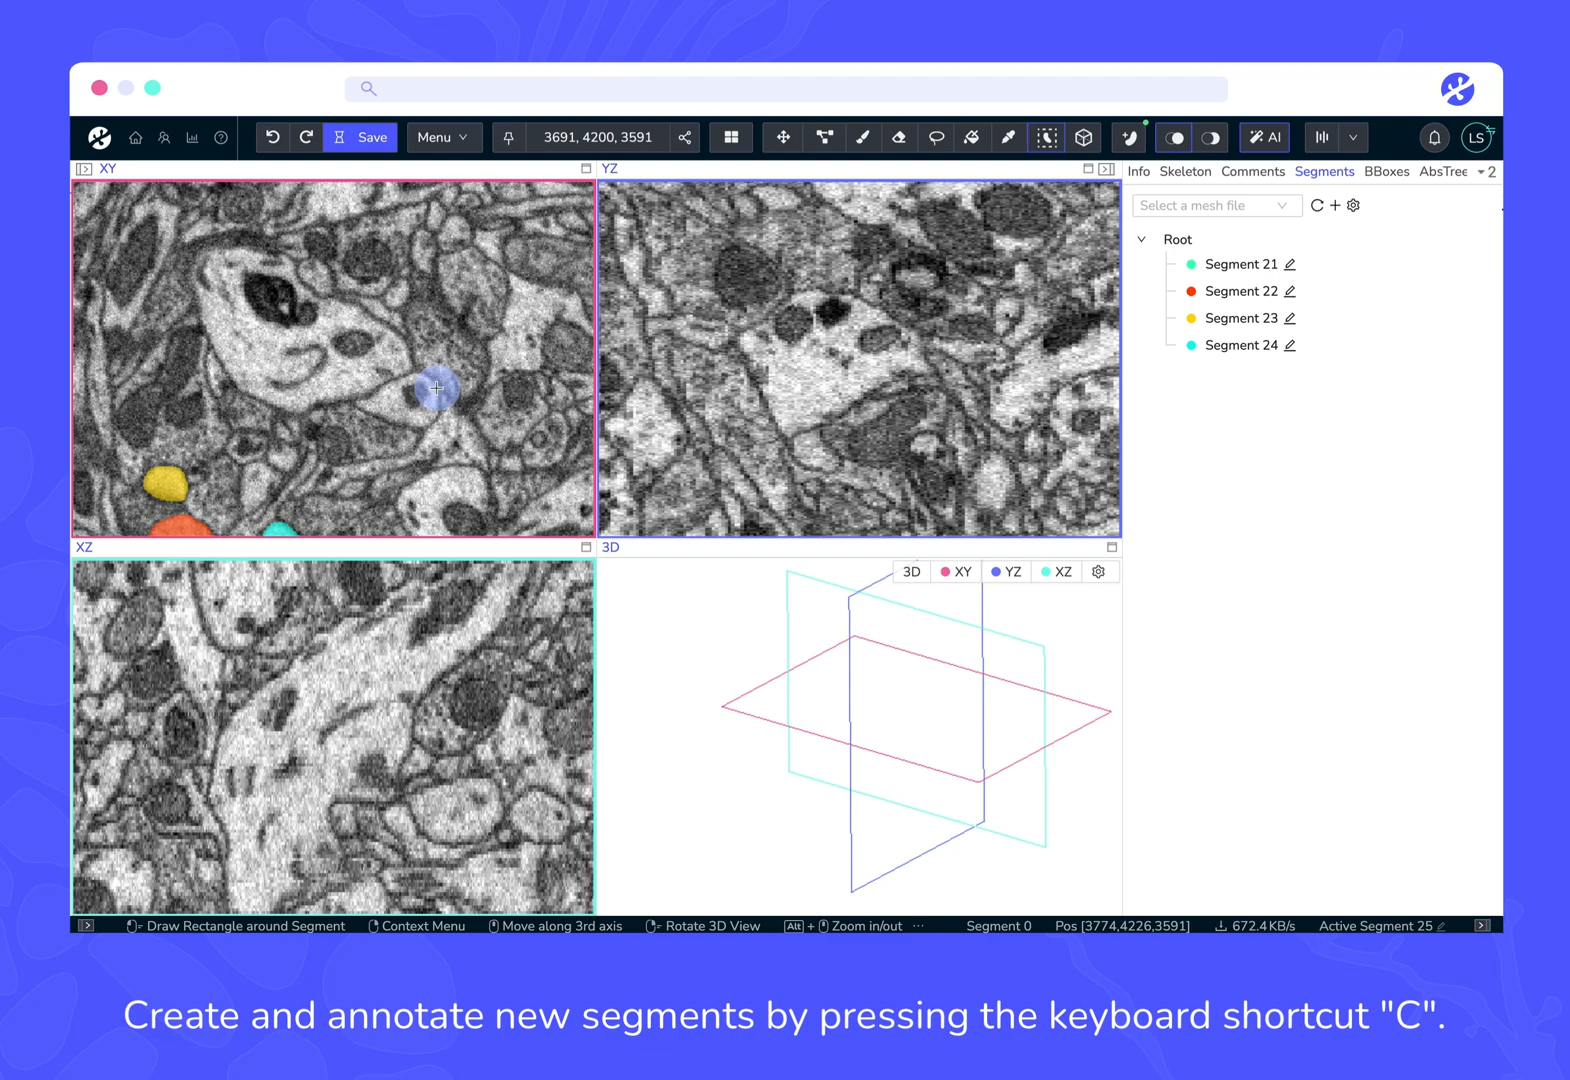 Save Menu 3691, 4200, 3591 AI LS
XY
YZ
Info Skeleton Comments Segments BBoxes AbsTree 2
Select a mesh file
Root
Segment 21
Segment 22
Segment 23
Segment 24
XZ
3D
3D XY YZ XZ
Draw Rectangle around Segment Context Menu Move along 3rd axis Rotate 3D View Alt + Zoom in/out ··· Segment 0 Pos [3774,4226,3591] 672.4 KB/s Active Segment 25
Create and annotate new segments by pressing the keyboard shortcut "C".